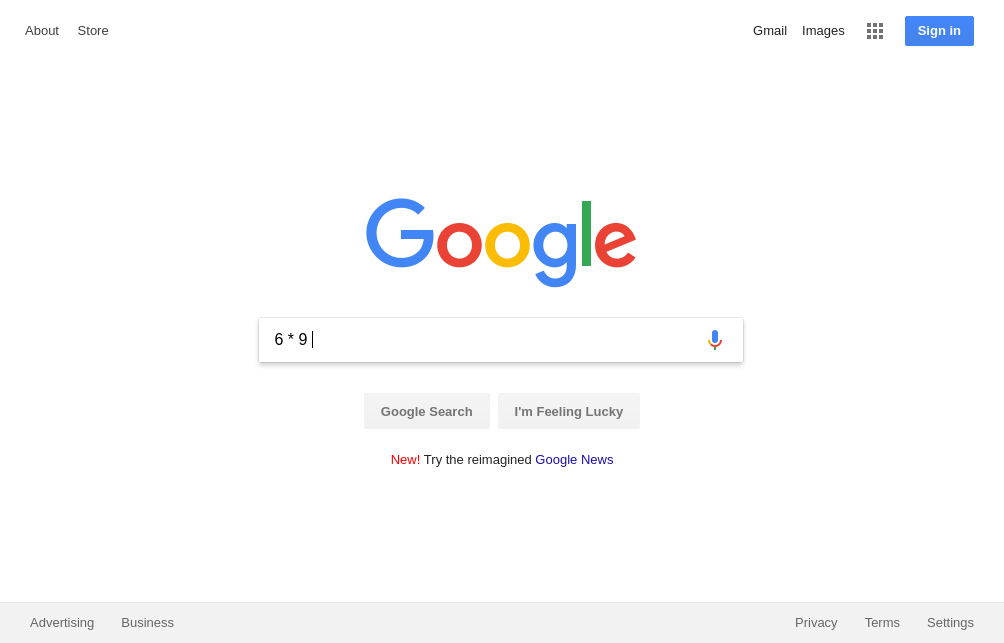 About Store Gmail Images Sign in
Google
6 * 9
Google Search I'm Feeling Lucky
New! Try the reimagined Google News
Advertising Business Privacy Terms Settings